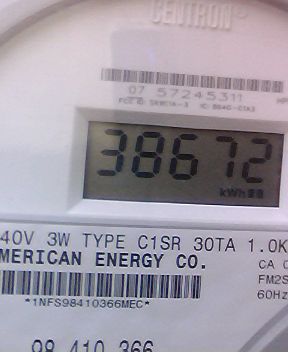 CENTRON®
07 57245311
38672
kWh
40V 3W TYPE C1SR 30TA 1.0K
MERICAN ENERGY CO.
CA 0
FM2S
60Hz
*1NFS98410366MEC*
98 410 366